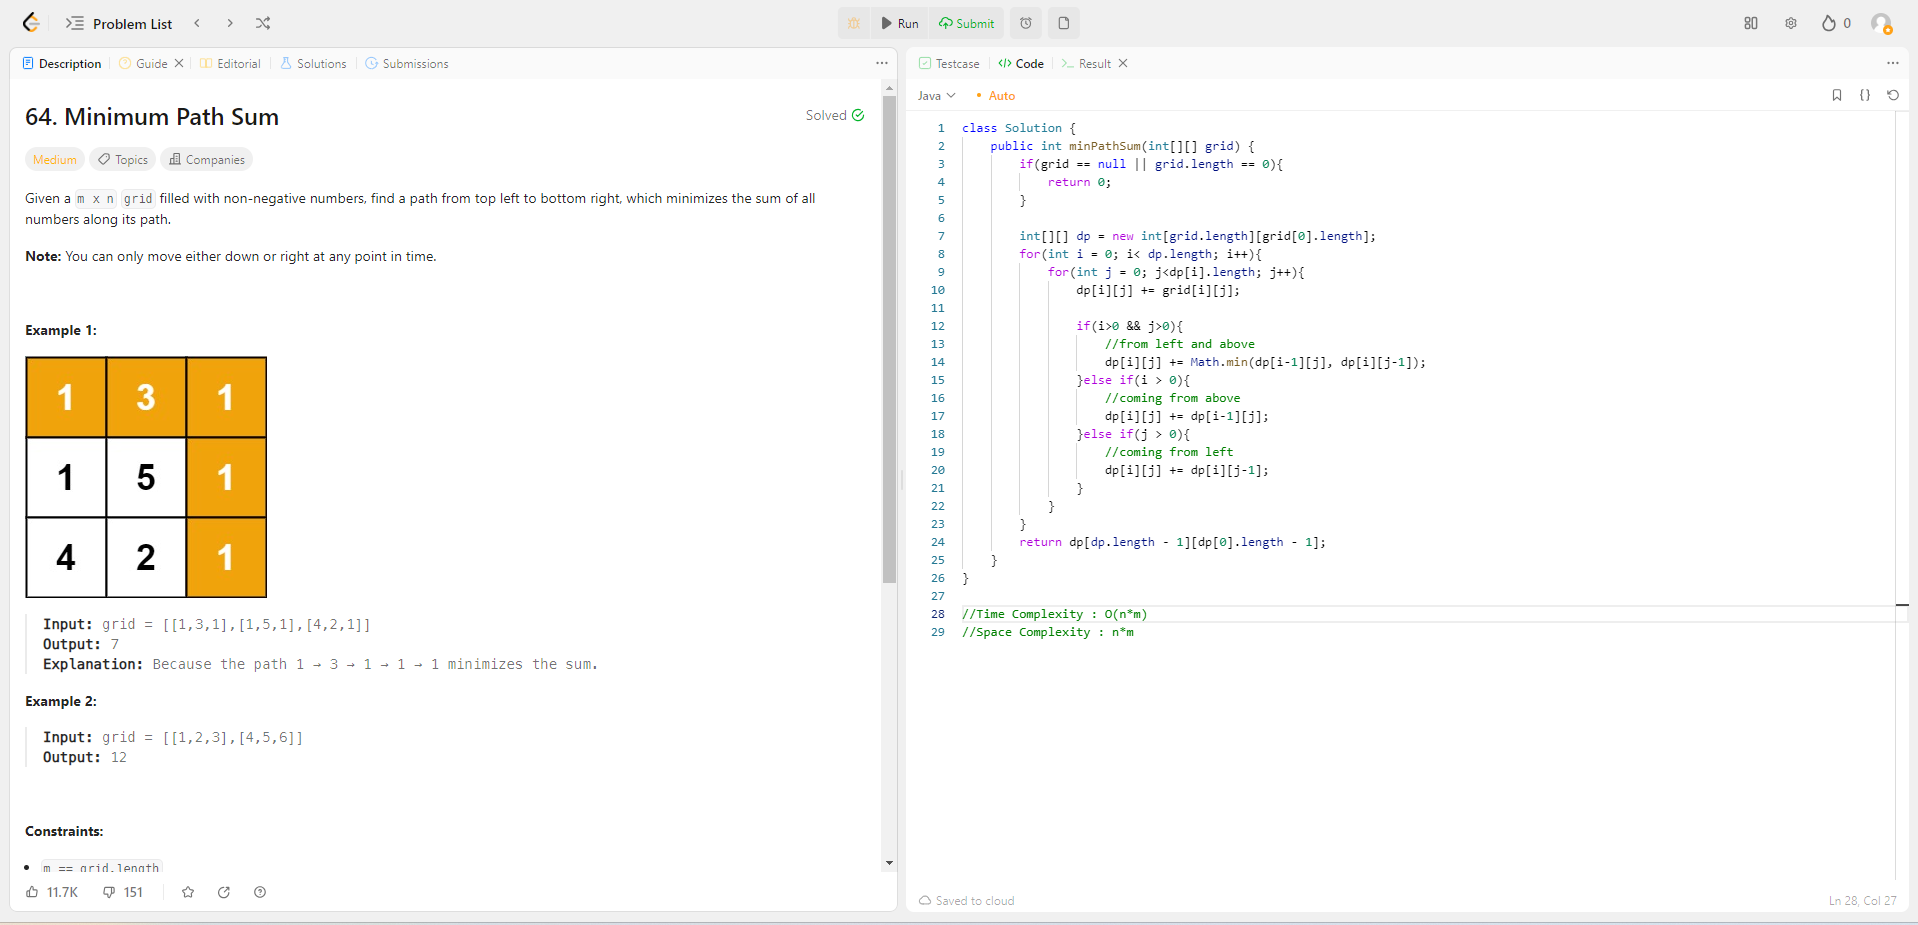 Problem List
Run
Submit
0
Description
Guide
Editorial
Solutions
Submissions
64. Minimum Path Sum
Solved
Medium
Topics
Companies
Given a m x n grid filled with non-negative numbers, find a path from top left to bottom right, which minimizes the sum of all
numbers along its path.
Note: You can only move either down or right at any point in time.
Example 1:
1 3 1
1 5 1
4 2 1
Input: grid = [[1,3,1],[1,5,1],[4,2,1]]
Output: 7
Explanation: Because the path 1 → 3 → 1 → 1 → 1 minimizes the sum.
Example 2:
Input: grid = [[1,2,3],[4,5,6]]
Output: 12
Constraints:
m == grid.length
11.7K
151
Testcase
Code
Result
Java
Auto
1 class Solution {
2 public int minPathSum(int[][] grid) {
3 if(grid == null || grid.length == 0){
4 return 0;
5 }
6
7 int[][] dp = new int[grid.length][grid[0].length];
8 for(int i = 0; i< dp.length; i++){
9 for(int j = 0; j<dp[i].length; j++){
10 dp[i][j] += grid[i][j];
11
12 if(i>0 && j>0){
13 //from left and above
14 dp[i][j] += Math.min(dp[i-1][j], dp[i][j-1]);
15 }else if(i > 0){
16 //coming from above
17 dp[i][j] += dp[i-1][j];
18 }else if(j > 0){
19 //coming from left
20 dp[i][j] += dp[i][j-1];
21 }
22 }
23 }
24 return dp[dp.length - 1][dp[0].length - 1];
25 }
26 }
27
28 //Time Complexity : O(n*m)
29 //Space Complexity : n*m
Saved to cloud
Ln 28, Col 27